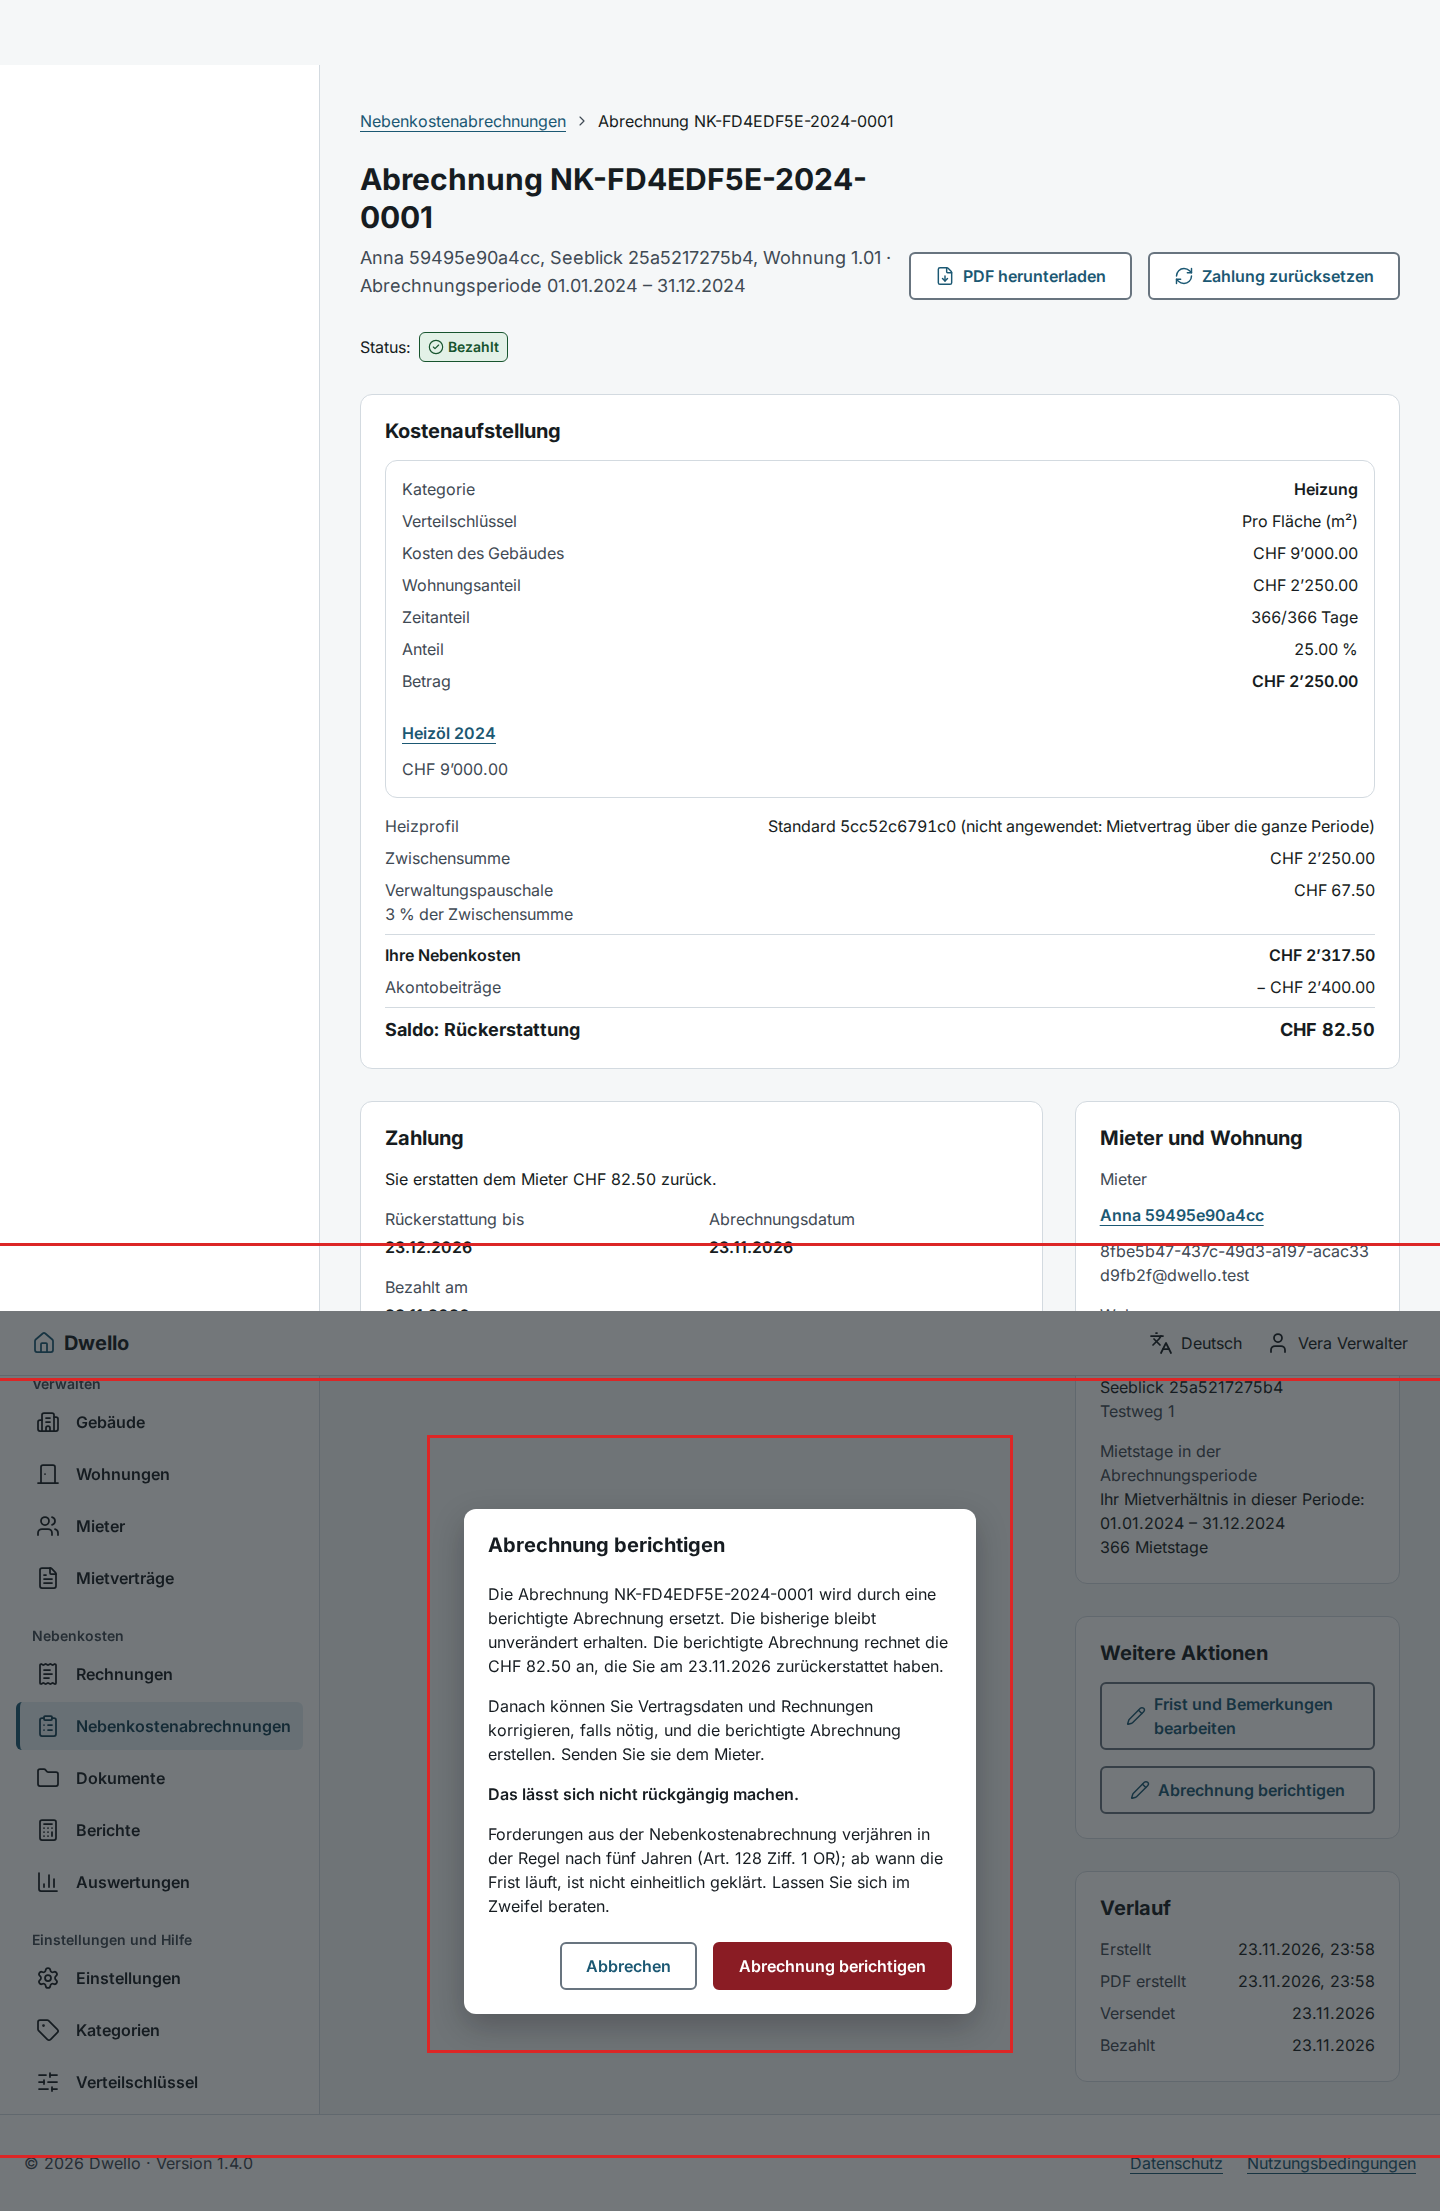 Nebenkostenabrechnungen > Abrechnung NK-FD4EDF5E-2024-0001
Abrechnung NK-FD4EDF5E-2024-
0001
Anna 59495e90a4cc, Seeblick 25a5217275b4, Wohnung 1.01 ·
Abrechnungsperiode 01.01.2024 – 31.12.2024
PDF herunterladen
Zahlung zurücksetzen
Status: Bezahlt
Kostenaufstellung
Kategorie Heizung
Verteilschlüssel Pro Fläche (m²)
Kosten des Gebäudes CHF 9’000.00
Wohnungsanteil CHF 2’250.00
Zeitanteil 366/366 Tage
Anteil 25.00 %
Betrag CHF 2’250.00
Heizöl 2024
CHF 9’000.00
Heizprofil Standard 5cc52c6791c0 (nicht angewendet: Mietvertrag über die ganze Periode)
Zwischensumme CHF 2’250.00
Verwaltungspauschale CHF 67.50
3 % der Zwischensumme
Ihre Nebenkosten CHF 2’317.50
Akontobeiträge – CHF 2’400.00
Saldo: Rückerstattung CHF 82.50
Zahlung
Sie erstatten dem Mieter CHF 82.50 zurück.
Rückerstattung bis Abrechnungsdatum
23.12.2026 23.11.2026
Bezahlt am
Mieter und Wohnung
Mieter
Anna 59495e90a4cc
8fbe5b47-437c-49d3-a197-acac33
d9fb2f@dwello.test
Dwello
Deutsch
Vera Verwalter
Verwalten
Gebäude
Wohnungen
Mieter
Mietverträge
Nebenkosten
Rechnungen
Nebenkostenabrechnungen
Dokumente
Berichte
Auswertungen
Einstellungen und Hilfe
Einstellungen
Kategorien
Verteilschlüssel
Abrechnung berichtigen
Die Abrechnung NK-FD4EDF5E-2024-0001 wird durch eine
berichtigte Abrechnung ersetzt. Die bisherige bleibt
unverändert erhalten. Die berichtigte Abrechnung rechnet die
CHF 82.50 an, die Sie am 23.11.2026 zurückerstattet haben.
Danach können Sie Vertragsdaten und Rechnungen
korrigieren, falls nötig, und die berichtigte Abrechnung
erstellen. Senden Sie sie dem Mieter.
Das lässt sich nicht rückgängig machen.
Forderungen aus der Nebenkostenabrechnung verjähren in
der Regel nach fünf Jahren (Art. 128 Ziff. 1 OR); ab wann die
Frist läuft, ist nicht einheitlich geklärt. Lassen Sie sich im
Zweifel beraten.
Abbrechen
Abrechnung berichtigen
Seeblick 25a5217275b4
Testweg 1
Mietstage in der
Abrechnungsperiode
Ihr Mietverhältnis in dieser Periode:
01.01.2024 – 31.12.2024
366 Mietstage
Weitere Aktionen
Frist und Bemerkungen
bearbeiten
Abrechnung berichtigen
Verlauf
Erstellt 23.11.2026, 23:58
PDF erstellt 23.11.2026, 23:58
Versendet 23.11.2026
Bezahlt 23.11.2026
© 2026 Dwello · Version 1.4.0
Datenschutz
Nutzungsbedingungen